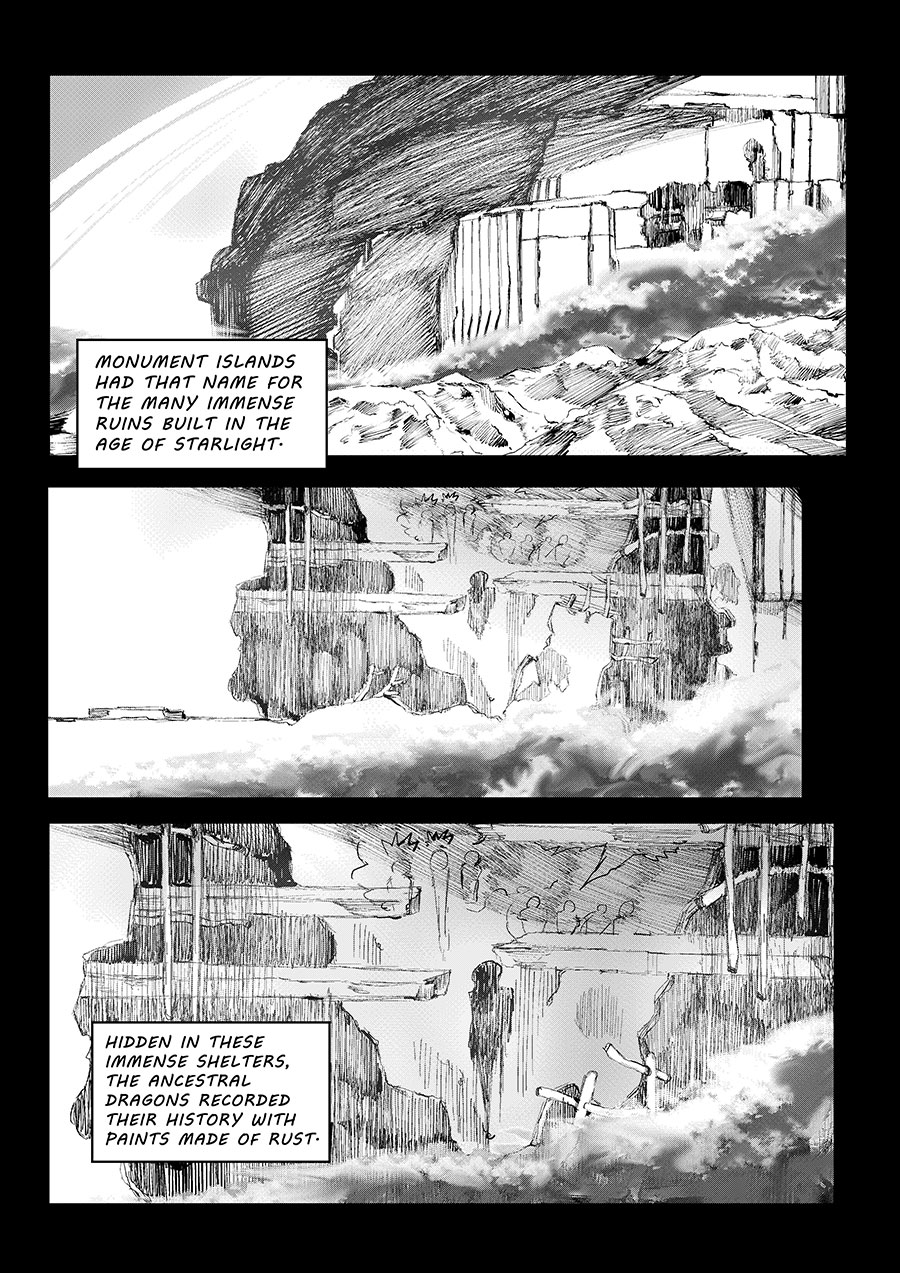 MONUMENT ISLANDS
HAD THAT NAME FOR
THE MANY IMMENSE
RUINS BUILT IN THE
AGE OF STARLIGHT.
HIDDEN IN THESE
IMMENSE SHELTERS,
THE ANCESTRAL
DRAGONS RECORDED
THEIR HISTORY WITH
PAINTS MADE OF RUST.